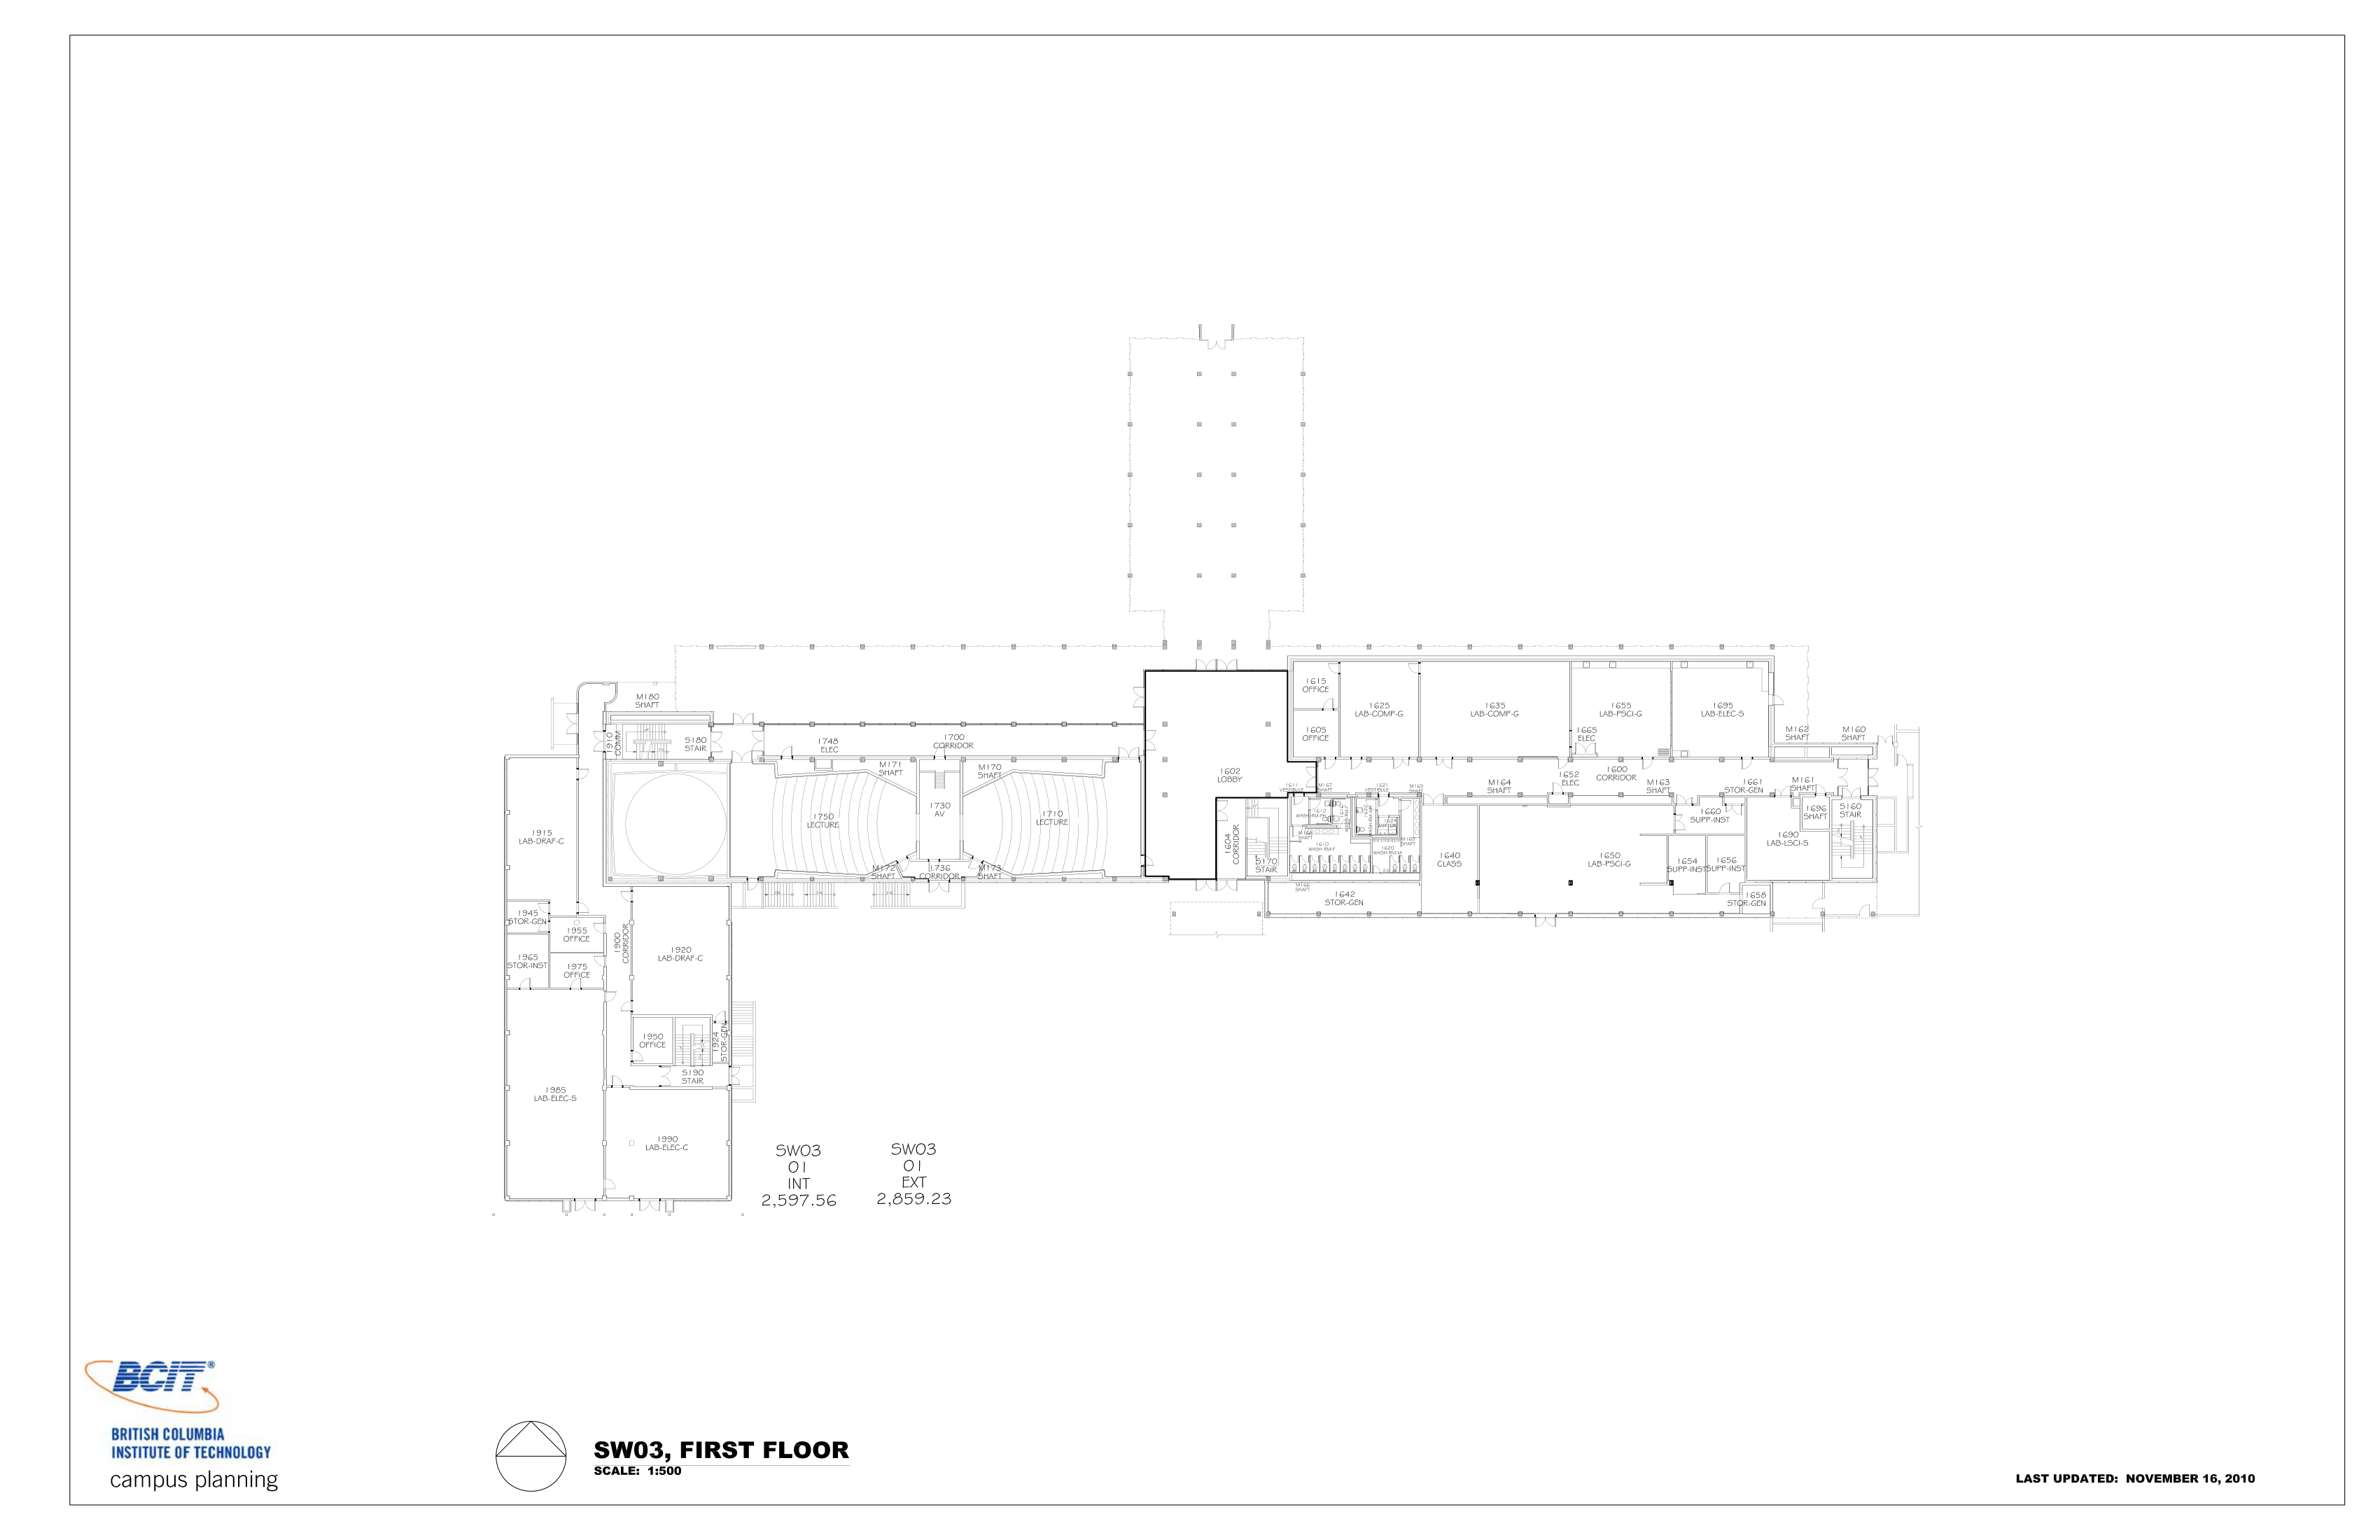 M180
SHAFT
1910
COMM
S180
STAIR
1748
ELEC
1700
CORRIDOR
M171
SHAFT
M170
SHAFT
1730
AV
1750
LECTURE
1710
LECTURE
M172
SHAFT
1736
CORRIDOR
M173
SHAFT
1602
LOBBY
1604
CORRIDOR
S170
STAIR
1615
OFFICE
1605
OFFICE
1625
LAB-COMP-G
1635
LAB-COMP-G
1655
LAB-PSCI-G
1665
ELEC
1695
LAB-ELEC-S
M162
SHAFT
M160
SHAFT
1611
VESTIBULE
M167
SHAFT
1621
VESTIBULE
M165
SHAFT
M164
SHAFT
1652
ELEC
1600
CORRIDOR
M163
SHAFT
1661
STOR-GEN
M161
SHAFT
1612
1610
WASH-RM-F
1620
WASH-RM-M
M166
SHAFT
1642
STOR-GEN
1640
CLASS
1650
LAB-PSCI-G
1660
SUPP-INST
1654
SUPP-INST
1656
SUPP-INST
1658
STOR-GEN
1690
LAB-LSCI-S
1696
SHAFT
S160
STAIR
1915
LAB-DRAF-C
1945
STOR-GEN
1955
OFFICE
1965
STOR-INST
1975
OFFICE
1900
CORRIDOR
1920
LAB-DRAF-C
1950
OFFICE
1924
STOR-GEN
S190
STAIR
1985
LAB-ELEC-S
1990
LAB-ELEC-C
SW03
01
INT
2,597.56
SW03
01
EXT
2,859.23
BCIT®
BRITISH COLUMBIA
INSTITUTE OF TECHNOLOGY
campus planning
SW03, FIRST FLOOR
SCALE: 1:500
LAST UPDATED: NOVEMBER 16, 2010